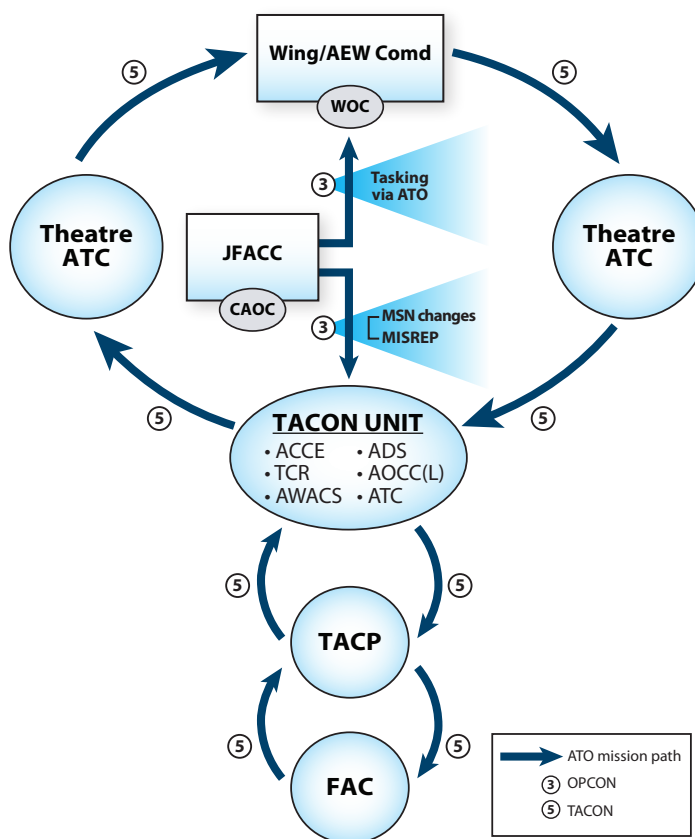 Wing/AEW Comd
WOC
⑤
⑤
③
Tasking
via ATO
Theatre
ATC
Theatre
ATC
JFACC
CAOC
③
MSN changes
MISREP
⑤
⑤
TACON UNIT
• ACCE • ADS
• TCR • AOCC(L)
• AWACS • ATC
⑤
⑤
TACP
⑤
⑤
FAC
ATO mission path
③ OPCON
⑤ TACON